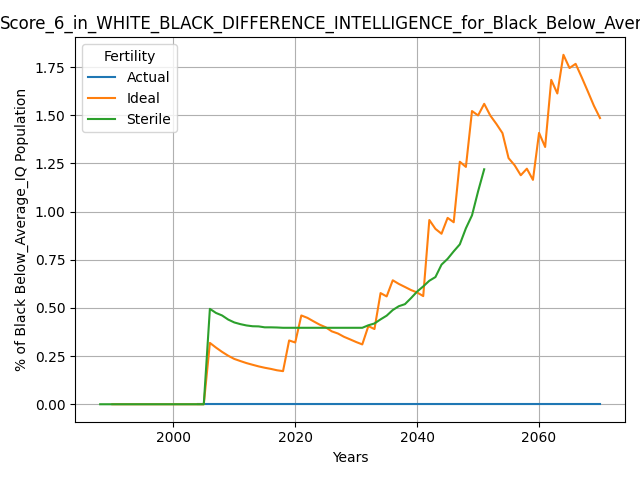 Score_6_in_WHITE_BLACK_DIFFERENCE_INTELLIGENCE_for_Black_Below_Aver
Fertility
Actual
Ideal
Sterile
% of Black Below_Average_IQ Population
1.75
1.50
1.25
1.00
0.75
0.50
0.25
0.00
2000 2020 2040 2060
Years